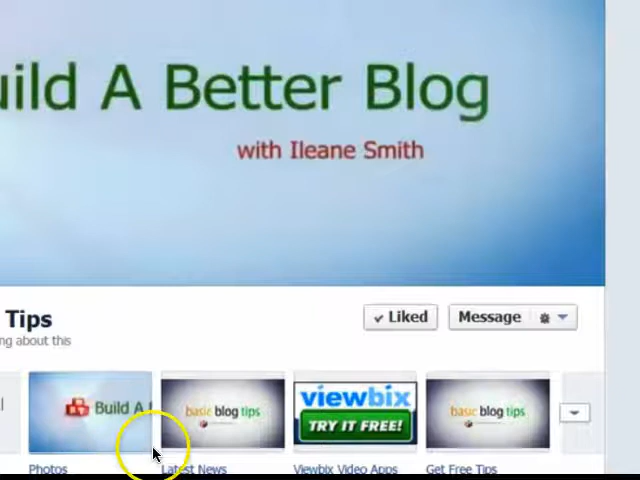 uild A Better Blog
with Ileane Smith
Tips
Liked
Message
ng about this
Build A
basic blog tips
viewbix
TRY IT FREE!
basic blog tips
Photos
Latest News
Viewbix Video Apps
Get Free Tips